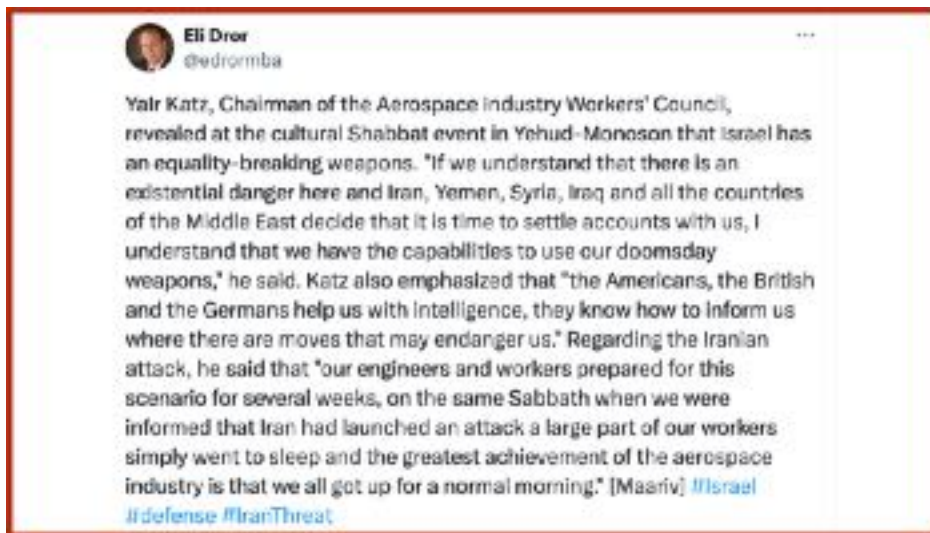 Eli Dror
@edrormba
Yair Katz, Chairman of the Aerospace Industry Workers' Council,
revealed at the cultural Shabbat event in Yehud-Monoson that Israel has
an equality-breaking weapons. "If we understand that there is an
existential danger here and Iran, Yemen, Syria, Iraq and all the countries
of the Middle East decide that it is time to settle accounts with us, I
understand that we have the capabilities to use our doomsday
weapons," he said. Katz also emphasized that "the Americans, the British
and the Germans help us with intelligence, they know how to inform us
where there are moves that may endanger us." Regarding the Iranian
attack, he said that "our engineers and workers prepared for this
scenario for several weeks, on the same Sabbath when we were
informed that Iran had launched an attack a large part of our workers
simply went to sleep and the greatest achievement of the aerospace
industry is that we all got up for a normal morning." [Maariv] #Israel
#defense #IranThreat